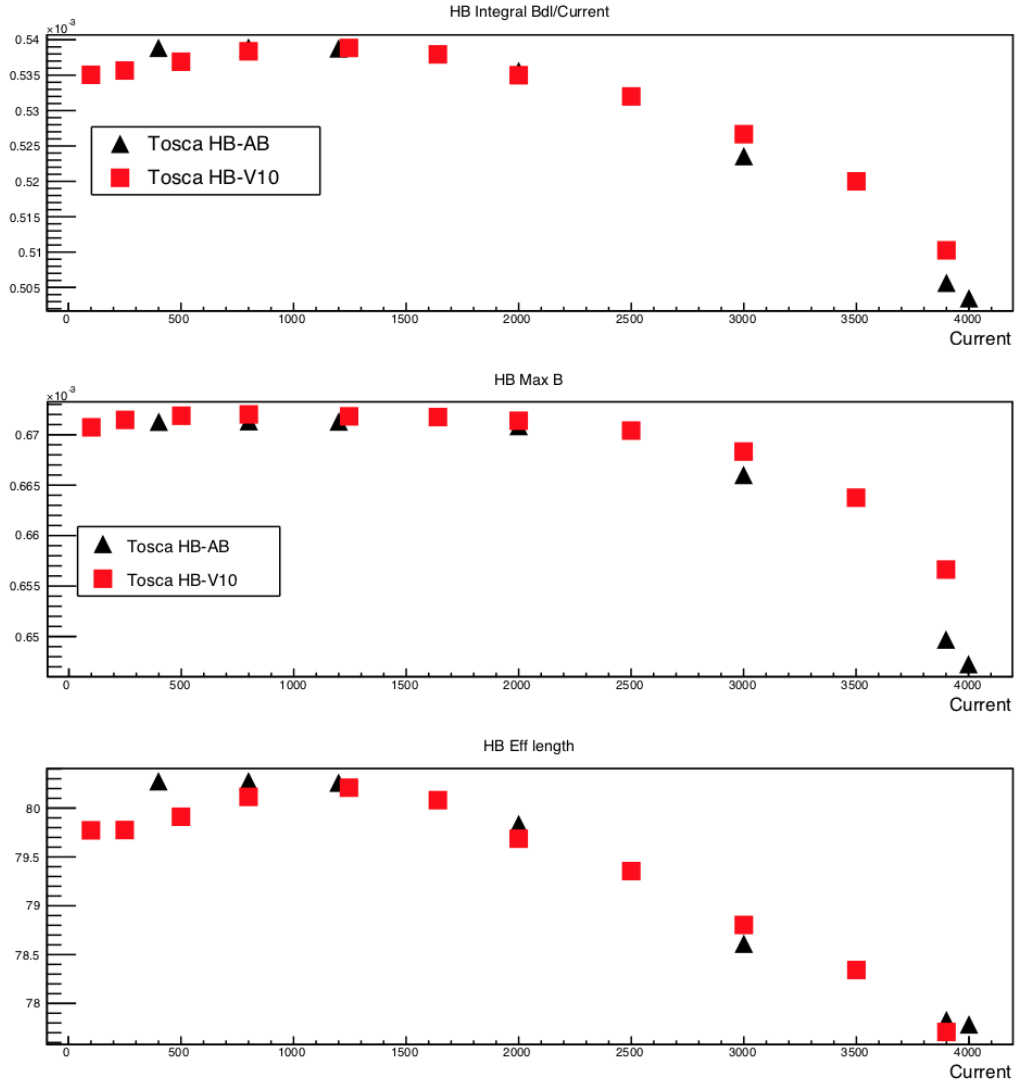 HB Integral Bdl/Current
×10⁻³
0.54
0.535
0.53
0.525
0.52
0.515
0.51
0.505
Tosca HB-AB
Tosca HB-V10
0 500 1000 1500 2000 2500 3000 3500 4000
Current
HB Max B
×10⁻³
0.67
0.665
0.66
0.655
0.65
Tosca HB-AB
Tosca HB-V10
0 500 1000 1500 2000 2500 3000 3500 4000
Current
HB Eff length
80
79.5
79
78.5
78
0 500 1000 1500 2000 2500 3000 3500 4000
Current